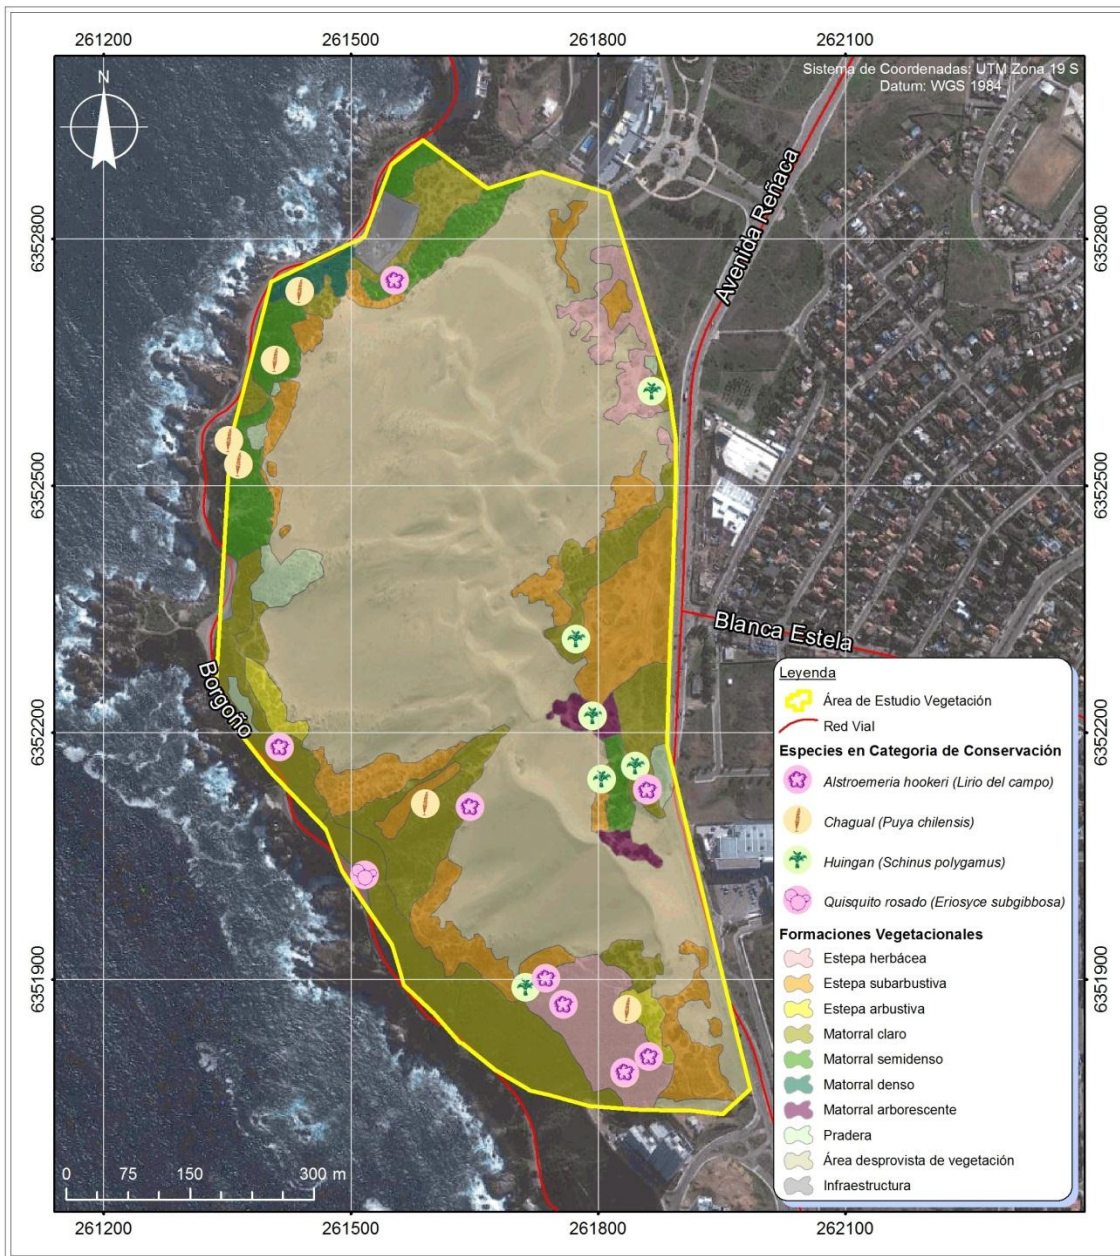 261200 261500 261800 262100
Sistema de Coordenadas: UTM Zona 19 S
Datum: WGS 1984
N
Avenida Reñaca
6352800 6352800
6352500 6352500
Blanca Estela
Borgoño
6352200 6352200
6351900 6351900
Leyenda
Área de Estudio Vegetación
Red Vial
Especies en Categoria de Conservación
Alstroemeria hookeri (Lirio del campo)
Chagual (Puya chilensis)
Huingan (Schinus polygamus)
Quisquito rosado (Eriosyce subgibbosa)
Formaciones Vegetacionales
Estepa herbácea
Estepa subarbustiva
Estepa arbustiva
Matorral claro
Matorral semidenso
Matorral denso
Matorral arborescente
Pradera
Área desprovista de vegetación
Infraestructura
0 75 150 300 m
261200 261500 261800 262100